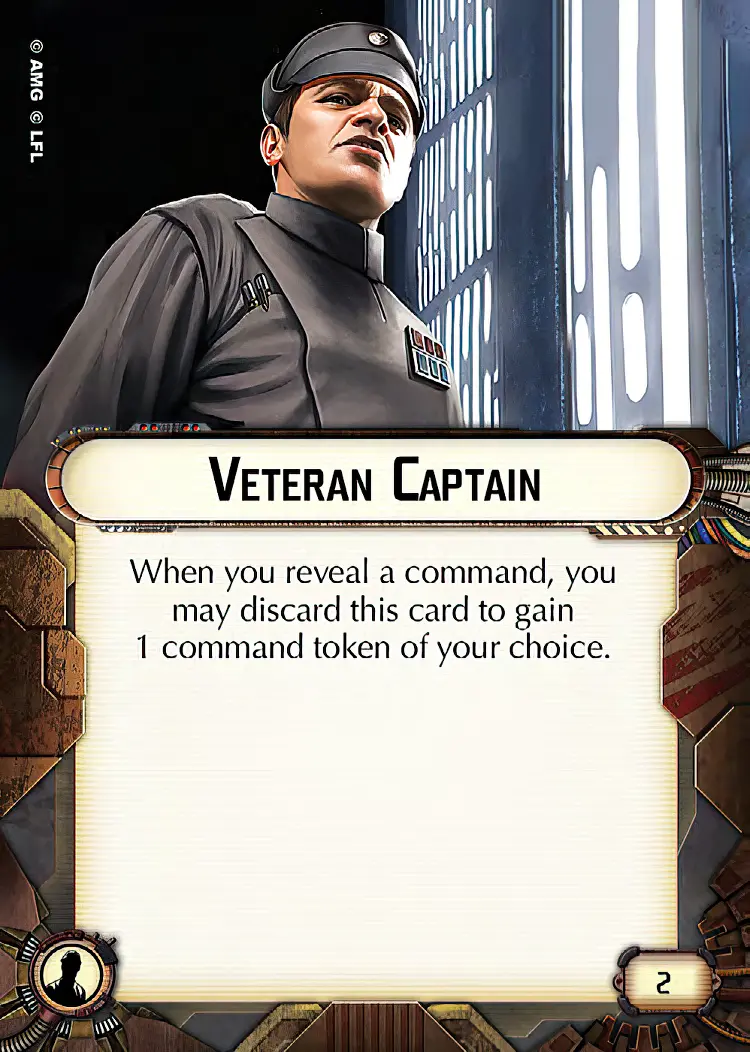 © AMG © LFL
Veteran Captain
When you reveal a command, you
may discard this card to gain
1 command token of your choice.
2